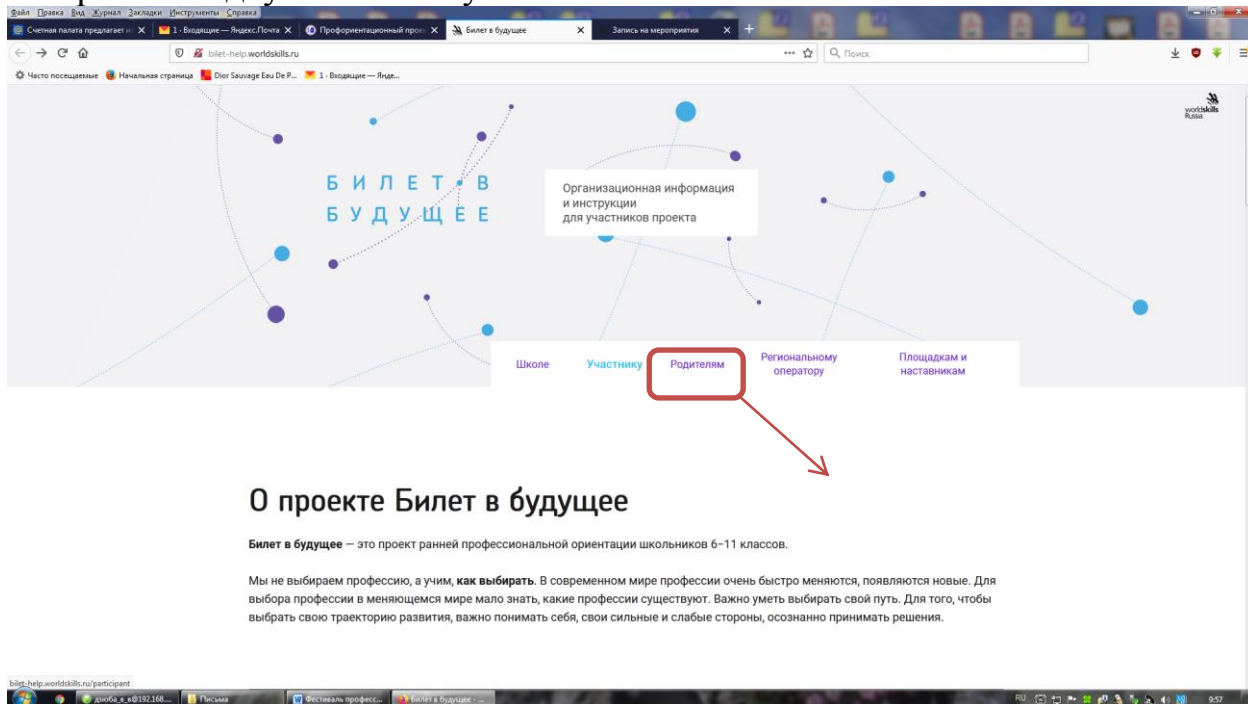 Файл Правка Вид Журнал Закладки Инструменты Справка
Счетная палата предлагает и
1 · Входящие — Яндекс.Почта
Профориентационный прое
Билет в будущее
Запись на мероприятия
bilet-help.worldskills.ru
Поиск
Часто посещаемые Начальная страница Dior Sauvage Eau De P... 1 · Входящие — Янде...
worldskills
Russia
БИЛЕТ В
БУДУЩЕЕ
Организационная информация
и инструкции
для участников проекта
Школе Участнику Родителям Региональному
оператору
Площадкам и
наставникам
О проекте Билет в будущее
Билет в будущее — это проект ранней профессиональной ориентации школьников 6–11 классов.
Мы не выбираем профессию, а учим, как выбирать. В современном мире профессии очень быстро меняются, появляются новые. Для
выбора профессии в меняющемся мире мало знать, какие профессии существуют. Важно уметь выбирать свой путь. Для того, чтобы
выбрать свою траекторию развития, важно понимать себя, свои сильные и слабые стороны, осознанно принимать решения.
bilet-help.worldskills.ru/participant
дзюба_в_в@192.168.... Письма Фестиваль професс... Билет в будущее - ...
RU 9:57